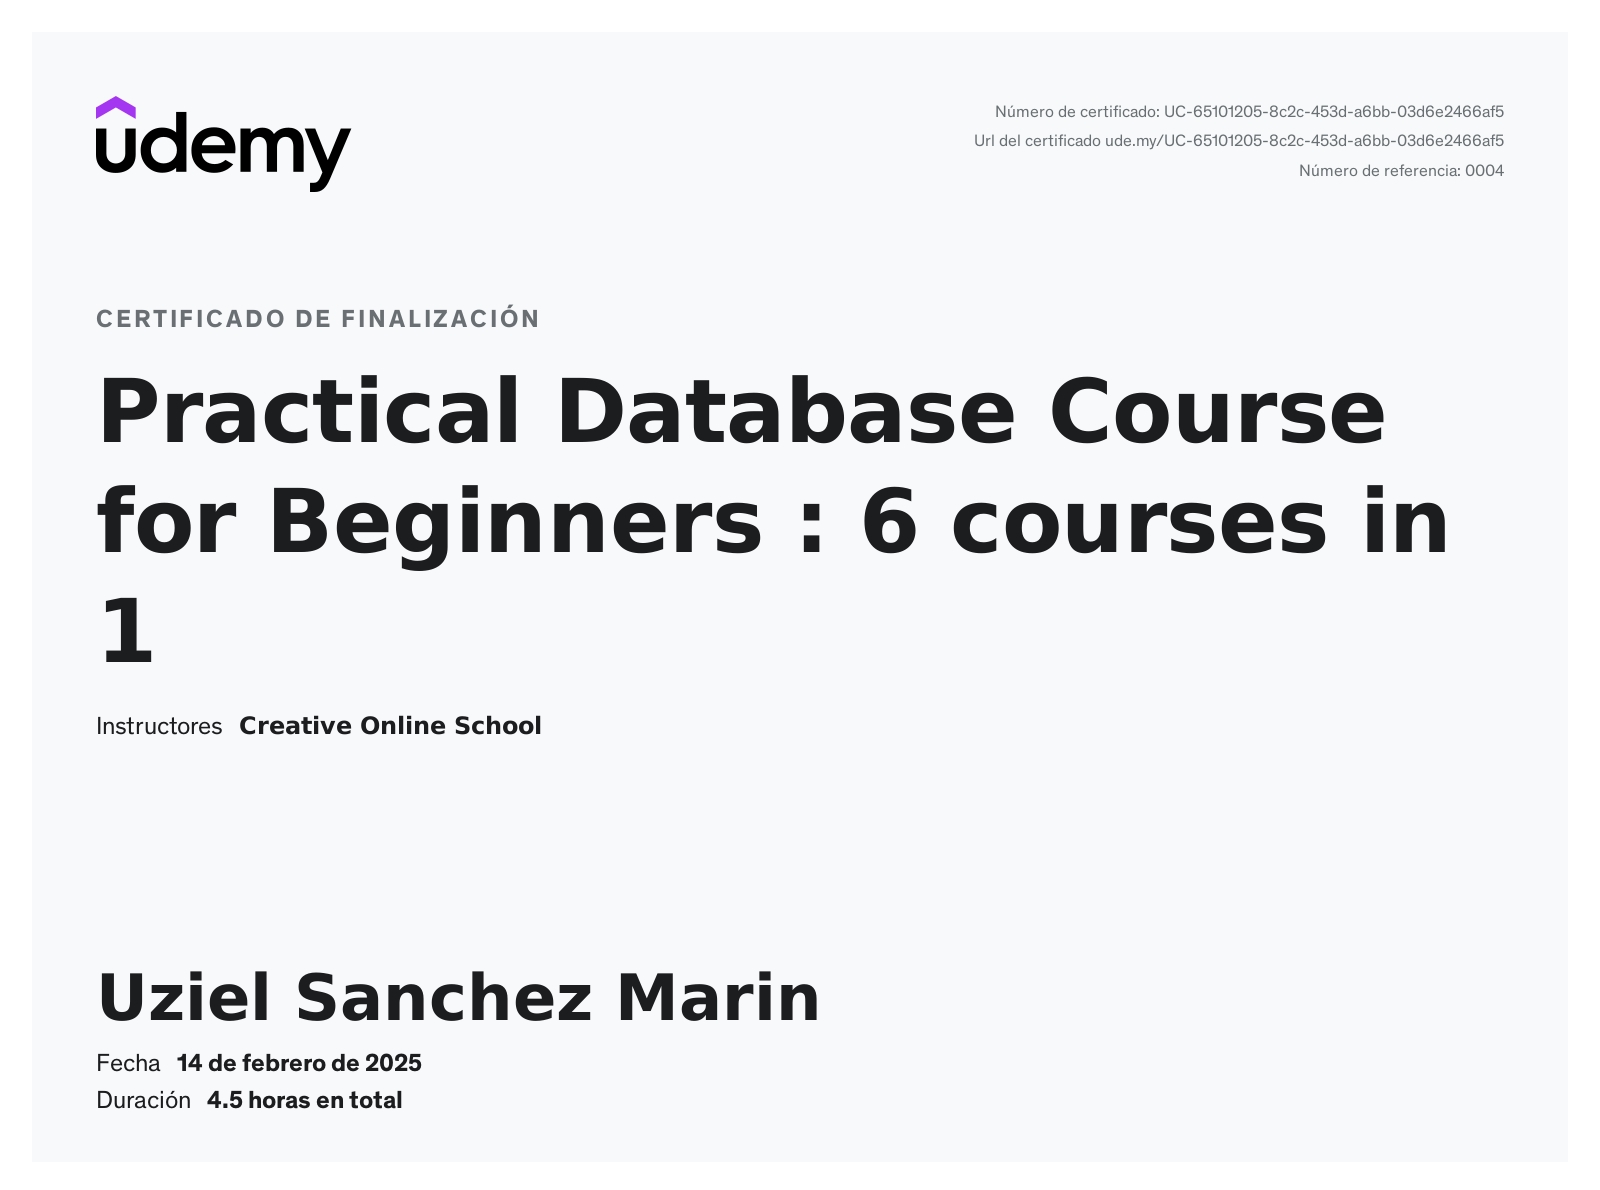 udemy
Número de certificado: UC-65101205-8c2c-453d-a6bb-03d6e2466af5
Url del certificado ude.my/UC-65101205-8c2c-453d-a6bb-03d6e2466af5
Número de referencia: 0004
CERTIFICADO DE FINALIZACIÓN
Practical Database Course
for Beginners : 6 courses in
1
Instructores Creative Online School
Uziel Sanchez Marin
Fecha 14 de febrero de 2025
Duración 4.5 horas en total